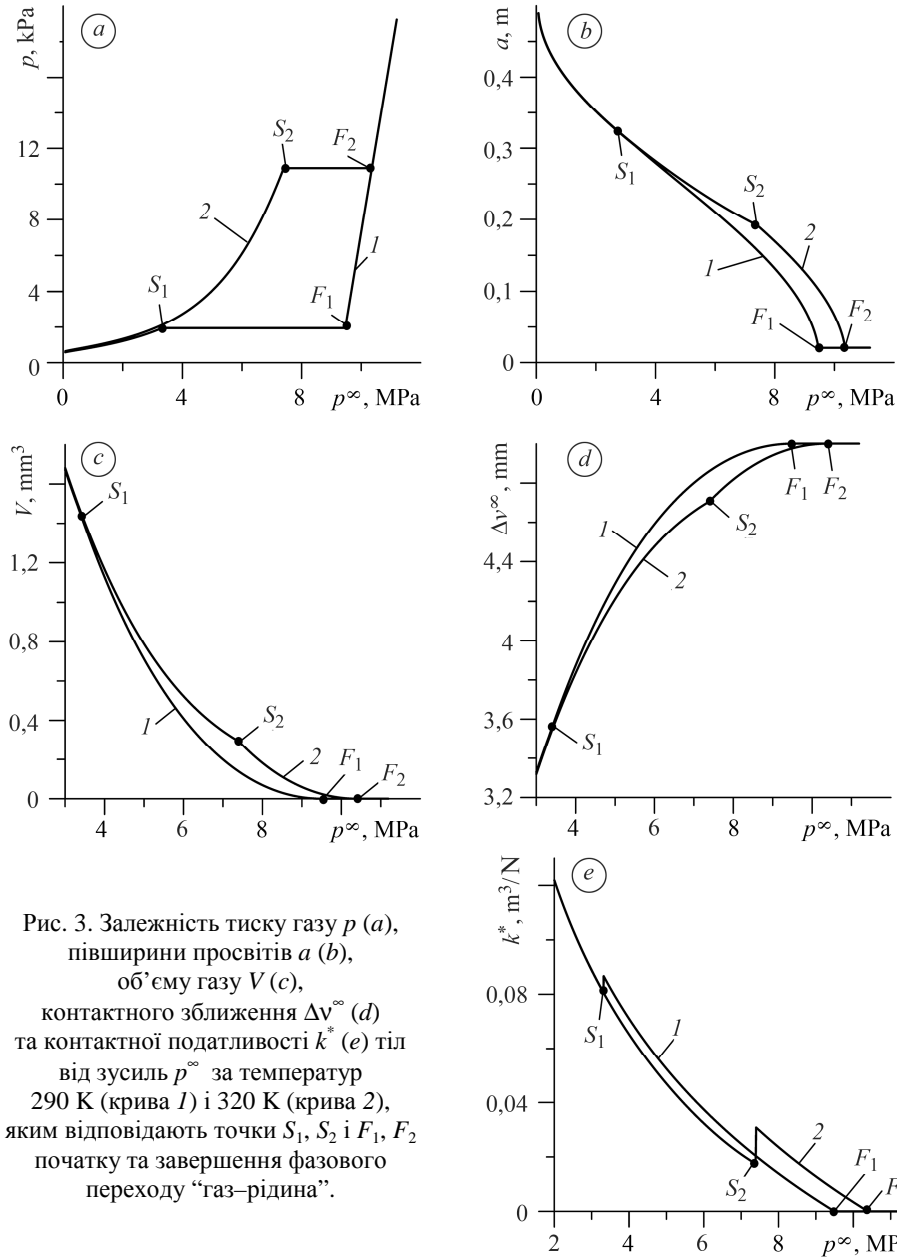 a
p, kPa
12
8
4
0
0
4
8
p∞, MPa
S₁
S₂
F₁
F₂
1
2
b
a, m
0,4
0,3
0,2
0,1
0
0
4
8
p∞, MPa
S₁
S₂
F₁
F₂
1
2
c
V, mm³
1,2
0,8
0,4
0
4
6
8
p∞, MPa
S₁
S₂
F₁
F₂
1
2
d
Δν∞, mm
4,4
4
3,6
3,2
4
6
8
p∞, MPa
S₁
S₂
F₁
F₂
1
2
e
k*, m³/N
0,08
0,04
0
2
4
6
8
p∞, MP
S₁
S₂
F₁
F
1
2
Рис. 3. Залежність тиску газу p (a),
півширини просвітів a (b),
об’єму газу V (c),
контактного зближення Δν∞ (d)
та контактної податливості k* (e) тіл
від зусиль p∞ за температур
290 K (крива 1) і 320 K (крива 2),
яким відповідають точки S₁, S₂ і F₁, F₂
початку та завершення фазового
переходу “газ–рідина”.